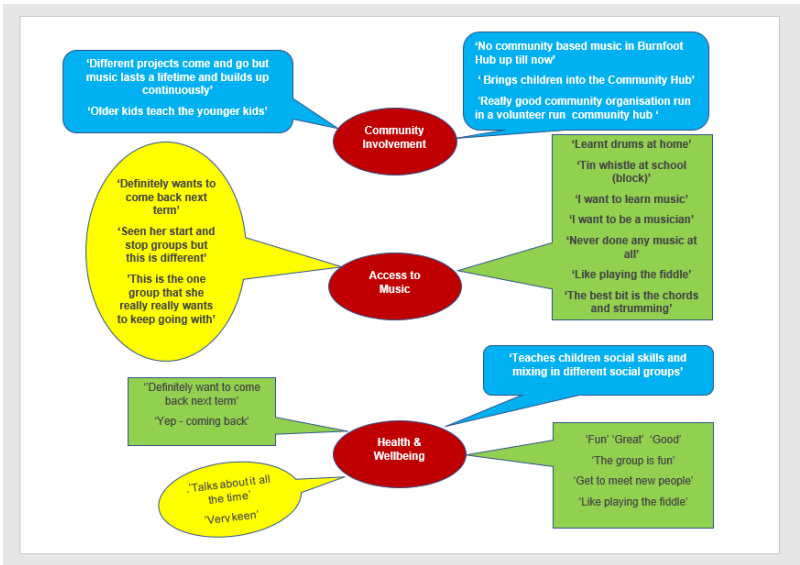 ‘Different projects come and go but
music lasts a lifetime and builds up
continuously’
‘Older kids teach the younger kids’
‘No community based music in Burnfoot
Hub up till now’
‘ Brings children into the Community Hub’
‘Really good community organisation run
in a volunteer run  community hub ‘
Community
Involvement
‘Definitely wants to
come back next
term’
‘Seen her start and
stop groups but
this is different’
’This is the one
group that she
really really wants
to keep going with’
‘Learnt drums at home’
‘Tin whistle at school
(block)’
‘I want to learn music’
‘I want to be a musician’
‘Never done any music at
all’
‘Like playing the fiddle’
‘The best bit is the chords
and strumming’
Access to
Music
‘Teaches children social skills and
mixing in different social groups’
‘’Definitely want to come
back next term’
‘Yep - coming back’
Health &
Wellbeing
‘Fun’ ‘Great’  ‘Good’
‘The group is fun’
‘Get to meet new people’
‘Like playing the fiddle’
.’Talks about it all
the time’
‘Very keen’